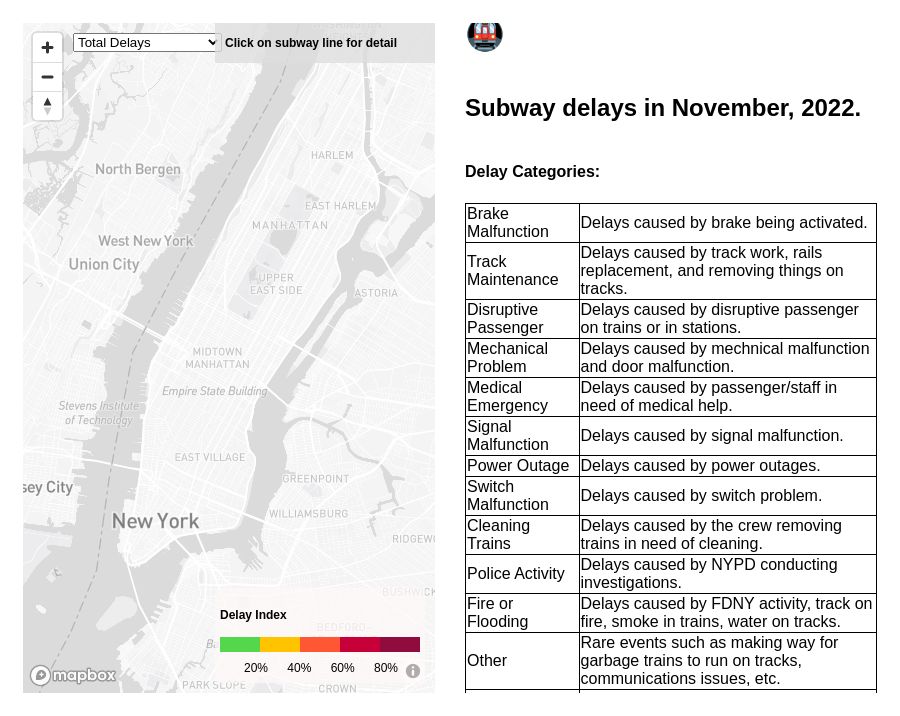 Total Delays
Click on subway line for detail
HARLEM
North Bergen
EAST HARLEM
MANHATTAN
West New York
Union City
UPPER
EAST SIDE
ASTORIA
MIDTOWN
MANHATTAN
Empire State Building
Stevens Institute
of Technology
EAST VILLAGE
GREENPOINT
sey City
WILLIAMSBURG
New York
RIDGEWO
BUSHWICK
Delay Index
BEDFORD-
20% 40% 60% 80%
mapbox
PARK SLOPE
CROWN
Subway delays in November, 2022.
Delay Categories:
Brake
Malfunction
Delays caused by brake being activated.
Track
Maintenance
Delays caused by track work, rails
replacement, and removing things on
tracks.
Disruptive
Passenger
Delays caused by disruptive passenger
on trains or in stations.
Mechanical
Problem
Delays caused by mechnical malfunction
and door malfunction.
Medical
Emergency
Delays caused by passenger/staff in
need of medical help.
Signal
Malfunction
Delays caused by signal malfunction.
Power Outage
Delays caused by power outages.
Switch
Malfunction
Delays caused by switch problem.
Cleaning
Trains
Delays caused by the crew removing
trains in need of cleaning.
Police Activity
Delays caused by NYPD conducting
investigations.
Fire or
Flooding
Delays caused by FDNY activity, track on
fire, smoke in trains, water on tracks.
Other
Rare events such as making way for
garbage trains to run on tracks,
communications issues, etc.